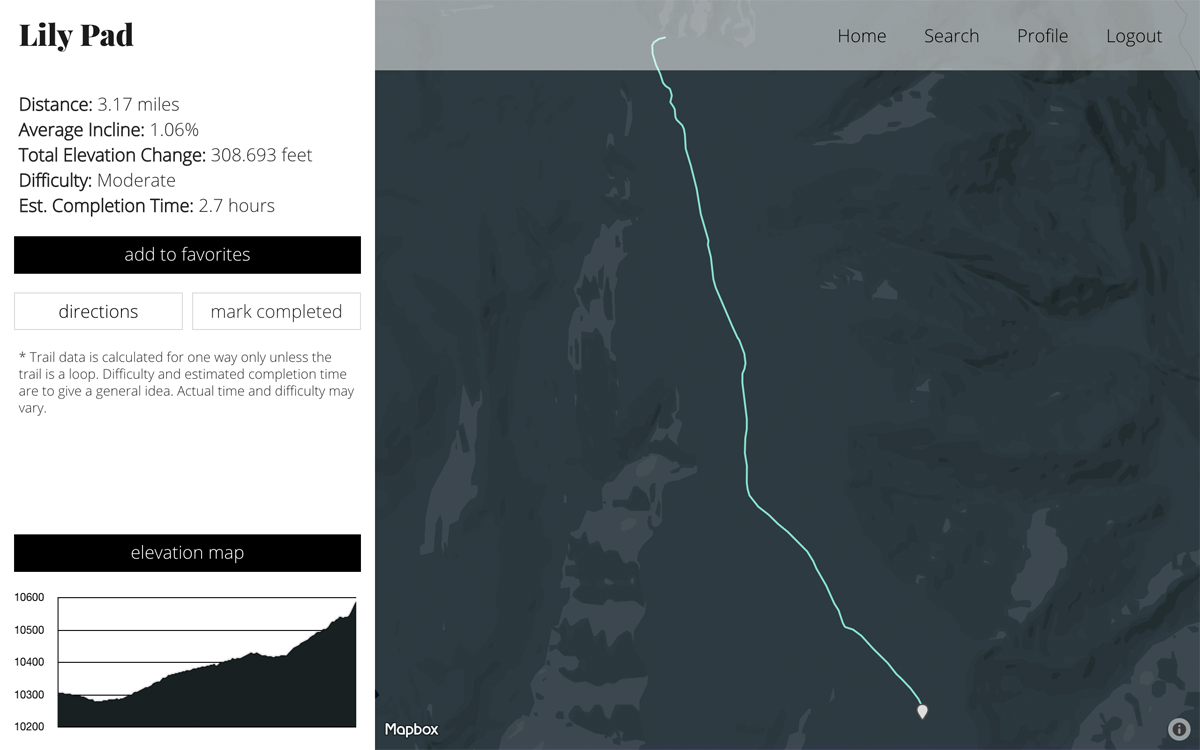 Lily Pad
Home Search Profile Logout
Distance: 3.17 miles
Average Incline: 1.06%
Total Elevation Change: 308.693 feet
Difficulty: Moderate
Est. Completion Time: 2.7 hours
add to favorites
directions mark completed
* Trail data is calculated for one way only unless the
trail is a loop. Difficulty and estimated completion time
are to give a general idea. Actual time and difficulty may
vary.
elevation map
10600
10500
10400
10300
10200
Mapbox